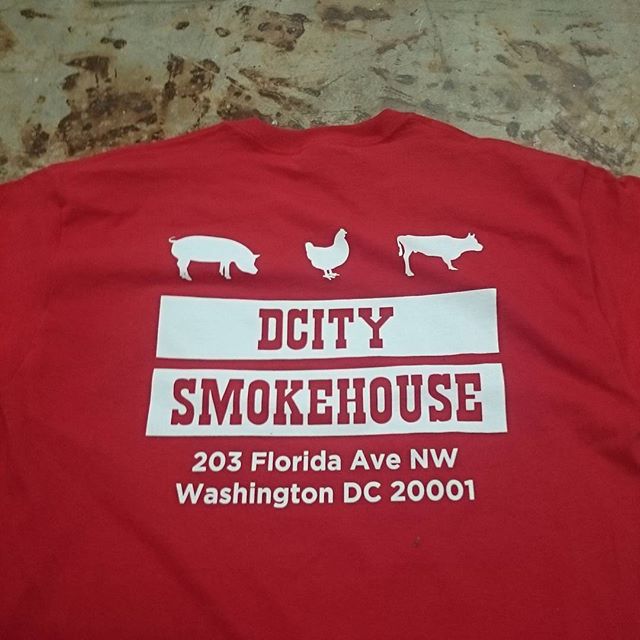 DCITY
SMOKEHOUSE
203 Florida Ave NW
Washington DC 20001